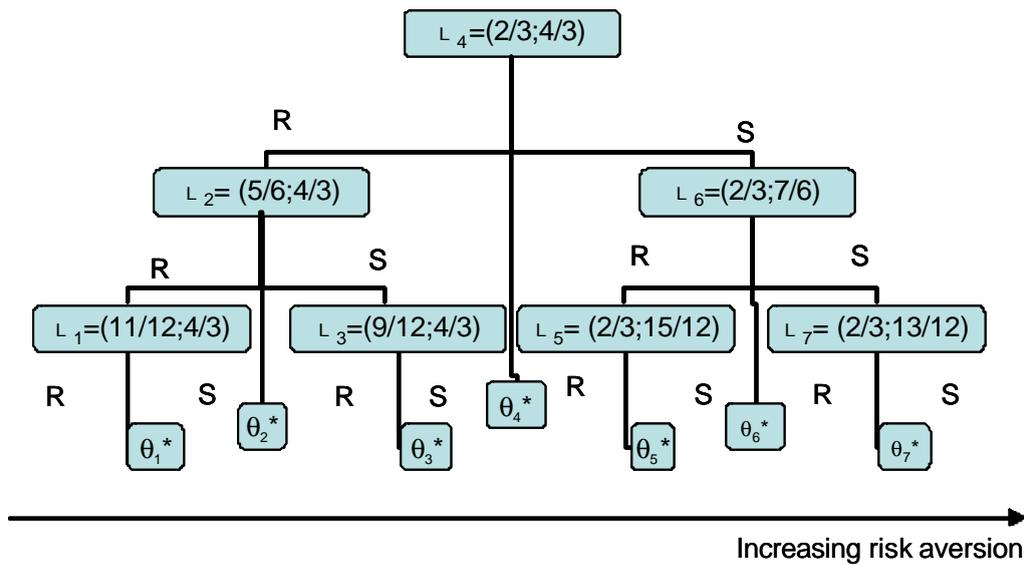 L 4=(2/3;4/3)
R
S
L 2= (5/6;4/3)
L 6=(2/3;7/6)
R
S
R
S
L 1=(11/12;4/3)
L 3=(9/12;4/3)
L 5= (2/3;15/12)
L 7= (2/3;13/12)
R
S
R
S
R
S
R
S
θ1*
θ2*
θ3*
θ4*
θ5*
θ6*
θ7*
Increasing risk aversion